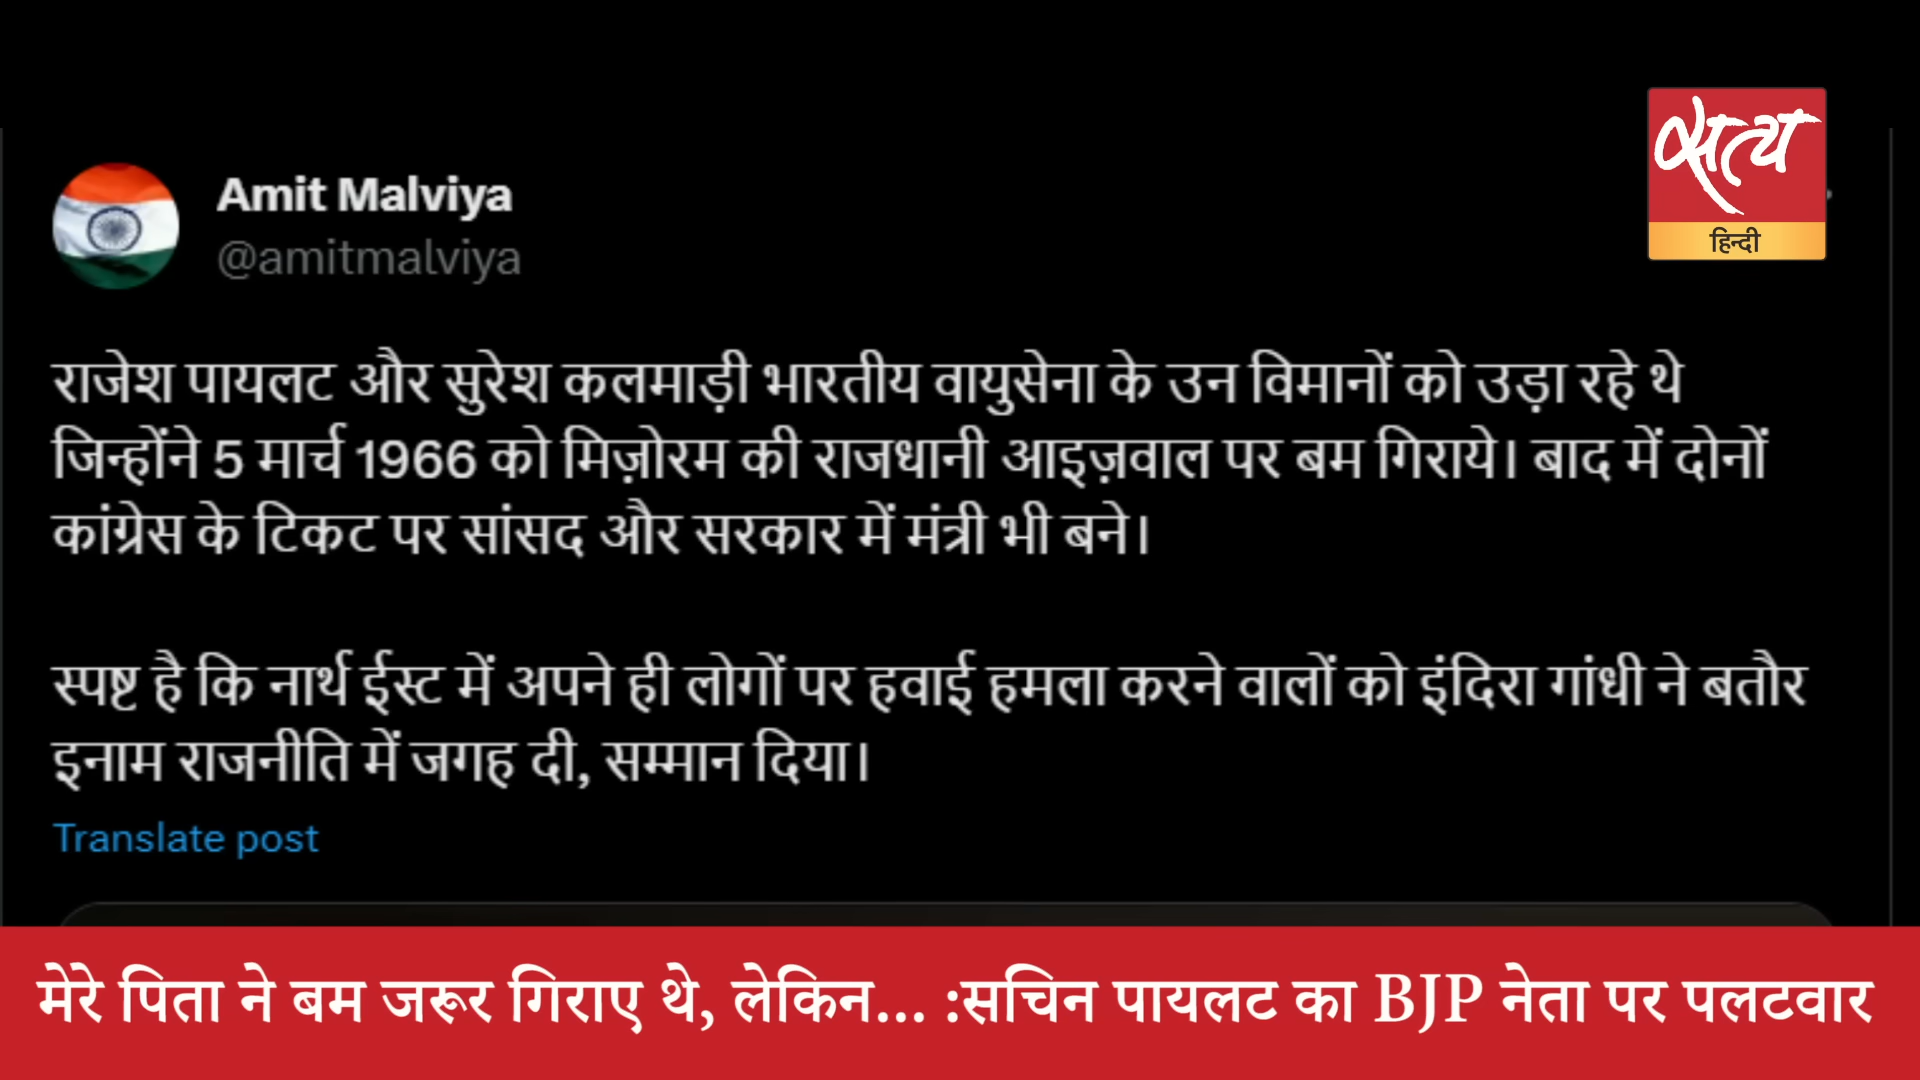 सत्य
हिन्दी
Amit Malviya
@amitmalviya
राजेश पायलट और सुरेश कलमाड़ी भारतीय वायुसेना के उन विमानों को उड़ा रहे थे
जिन्होंने 5 मार्च 1966 को मिज़ोरम की राजधानी आइज़वाल पर बम गिराये। बाद में दोनों
कांग्रेस के टिकट पर सांसद और सरकार में मंत्री भी बने।
स्पष्ट है कि नार्थ ईस्ट में अपने ही लोगों पर हवाई हमला करने वालों को इंदिरा गांधी ने बतौर
इनाम राजनीति में जगह दी, सम्मान दिया।
Translate post
मेरे पिता ने बम जरूर गिराए थे, लेकिन... :सचिन पायलट का BJP नेता पर पलटवार